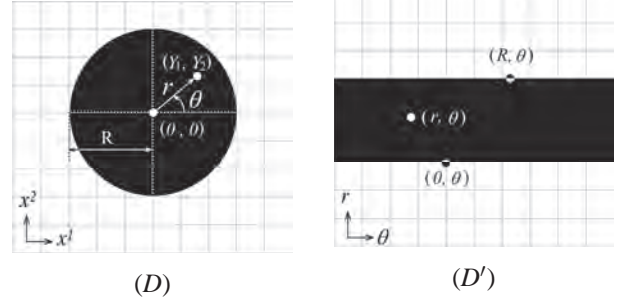 (Y₁, Y₂)
r
θ
R
(0, 0)
x²
x¹
(D)
(R, θ)
(r, θ)
(0, θ)
r
θ
(D′)